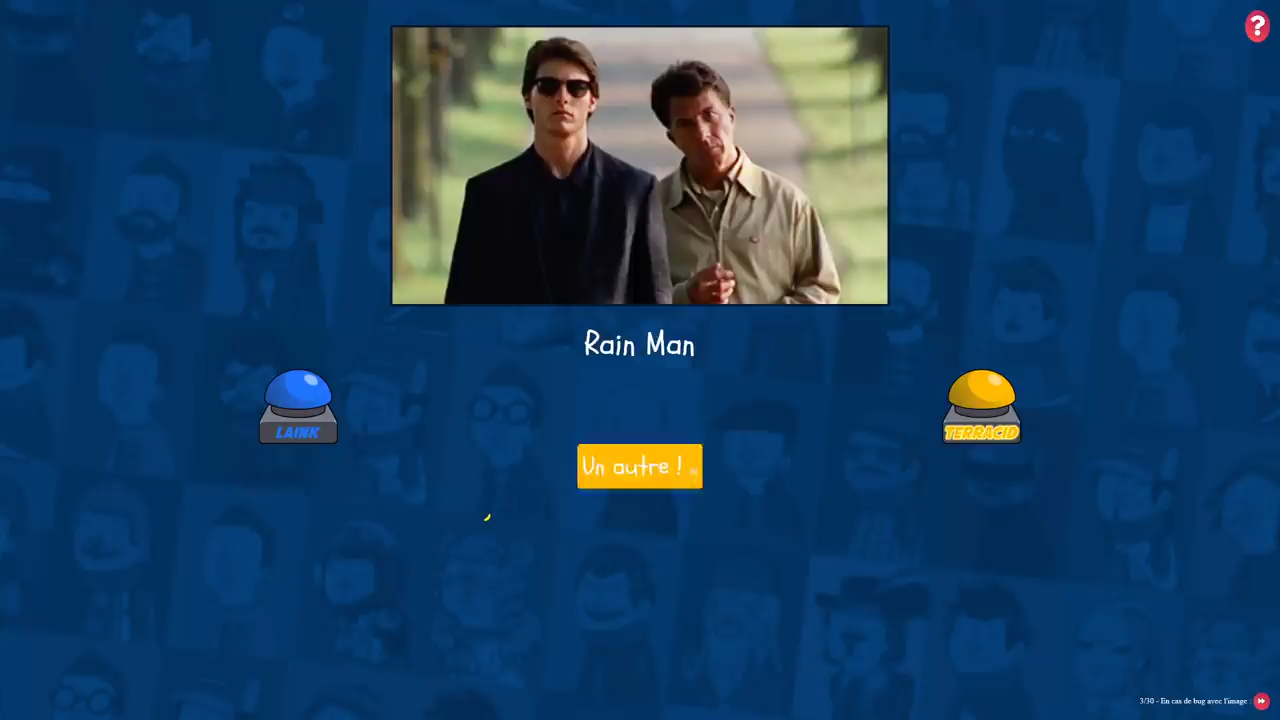 ?
Rain Man
LAINK
TERRACID
Un autre !
3/30 - En cas de bug avec l'image :